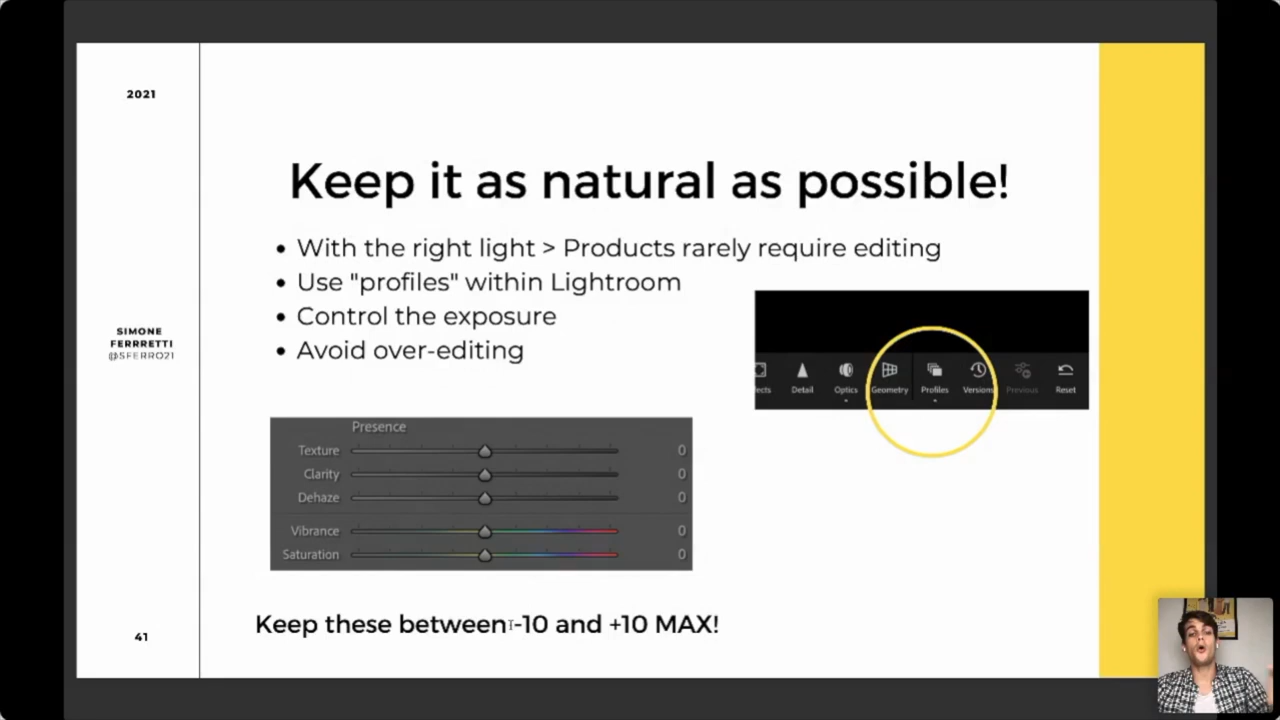 2021
Keep it as natural as possible!
With the right light > Products rarely require editing
Use "profiles" within Lightroom
Control the exposure
Avoid over-editing
SIMONE
FERRRETTI
@SFERRO21
ects Detail Optics Geometry Profiles Versions Previous Reset
Presence
Texture 0
Clarity 0
Dehaze 0
Vibrance 0
Saturation 0
Keep these between -10 and +10 MAX!
41